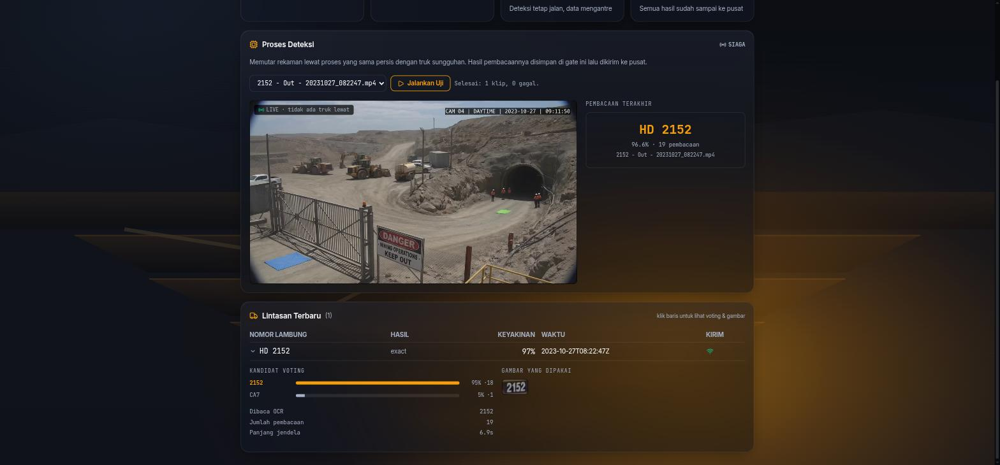 Deteksi tetap jalan, data mengantre
Semua hasil sudah sampai ke pusat
Proses Deteksi
SIAGA
Memutar rekaman lewat proses yang sama persis dengan truk sungguhan. Hasil pembacaannya disimpan di gate ini lalu dikirim ke pusat.
2152 - Out - 20231027_082247.mp4
Jalankan Uji
Selesai: 1 klip, 0 gagal.
LIVE · tidak ada truk lewat
CAM 04 | DAYTIME | 2023-10-27 | 09:11:50
DANGER
MINING OPERATIONS
KEEP OUT
PEMBACAAN TERAKHIR
HD 2152
96.6% · 19 pembacaan
2152 - Out - 20231027_082247.mp4
Lintasan Terbaru (1)
klik baris untuk lihat voting & gambar
NOMOR LAMBUNG HASIL KEYAKINAN WAKTU KIRIM
HD 2152 exact 97% 2023-10-27T08:22:47Z
KANDIDAT VOTING
2152 95% ·18
CA7 5% ·1
Dibaca OCR 2152
Jumlah pembacaan 19
Panjang jendela 6.9s
GAMBAR YANG DIPAKAI
2152